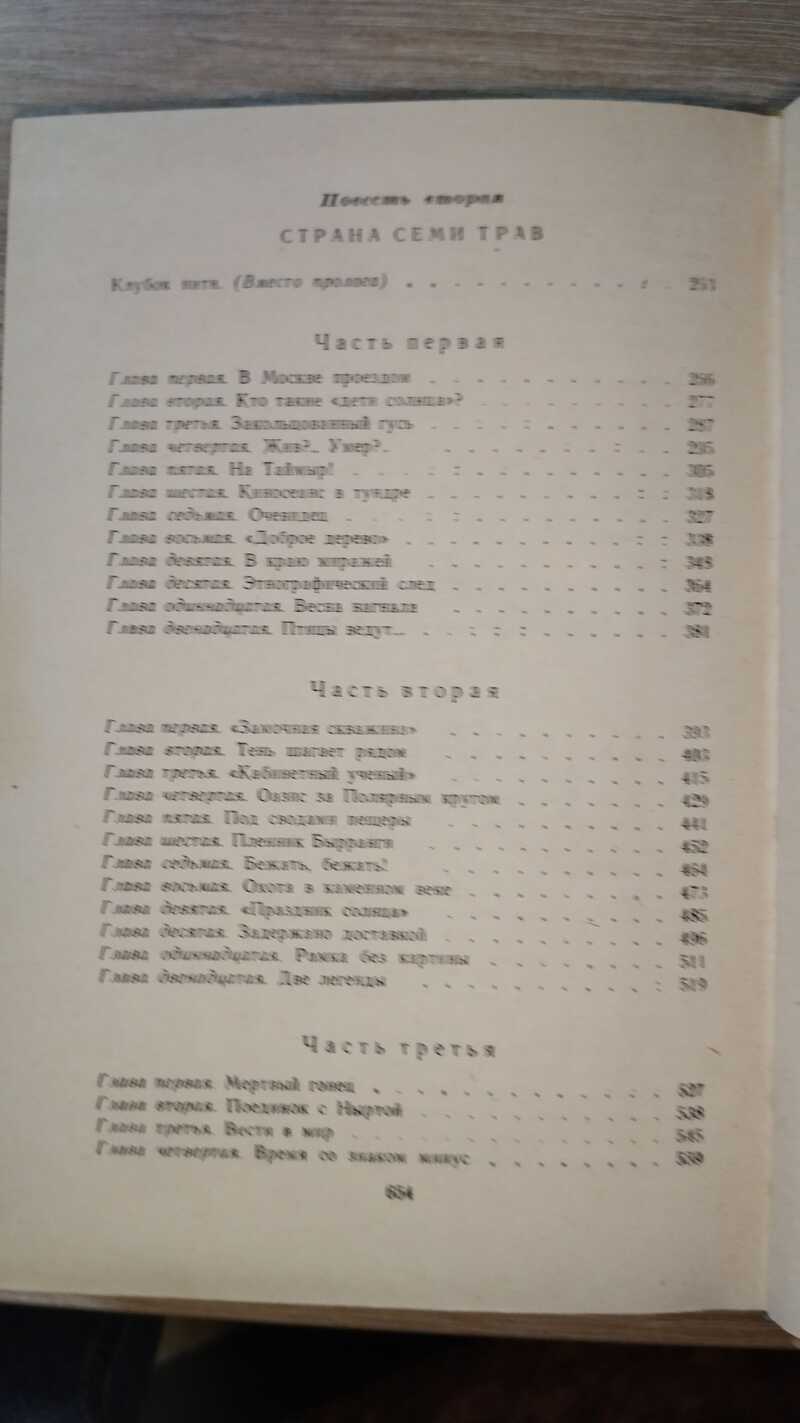 Повесть вторая
СТРАНА СЕМИ ТРАВ
Клубок нити. (Вместо пролога) . . . . . . . . . . . 251
Часть первая
Глава первая. В Москве проездом . . . . . . . . . . 266
Глава вторая. Кто такие «дети солнца»? . . . . . . . . 277
Глава третья. Закольцованный гусь . . . . . . . . . . 287
Глава четвертая. Жив?.. Умер?.. . . . . . . . . . . 295
Глава пятая. На Таймыр! . . . . . . . . . . . . 305
Глава шестая. Киносеанс в тундре . . . . . . . . . . 318
Глава седьмая. Очевидец . . . . . . . . . . . . 327
Глава восьмая. «Доброе дерево» . . . . . . . . . . 338
Глава девятая. В краю миражей . . . . . . . . . . 348
Глава десятая. Этнографический след . . . . . . . . . 364
Глава одиннадцатая. Весна нагнала . . . . . . . . . 372
Глава двенадцатая. Птицы ведут... . . . . . . . . . . 381
Часть вторая
Глава первая. «Замочная скважина» . . . . . . . . . 393
Глава вторая. Тень шагает рядом . . . . . . . . . . 403
Глава третья. «Кабинетный ученый» . . . . . . . . . 415
Глава четвертая. Оазис за Полярным кругом . . . . . . . 429
Глава пятая. Под сводами пещеры . . . . . . . . . 441
Глава шестая. Пленник Бырранги . . . . . . . . . . 452
Глава седьмая. Бежать, бежать! . . . . . . . . . . 464
Глава восьмая. Охота в каменном веке . . . . . . . . 473
Глава девятая. «Праздник солнца» . . . . . . . . . 485
Глава десятая. Задержано доставкой . . . . . . . . . 496
Глава одиннадцатая. Рамка без картины . . . . . . . . 511
Глава двенадцатая. Две легенды . . . . . . . . . . 519
Часть третья
Глава первая. Мертвый гонец . . . . . . . . . . . 527
Глава вторая. Поединок с Ныртой . . . . . . . . . . 538
Глава третья. Вести в мир . . . . . . . . . . . . 545
Глава четвертая. Время со знаком минус . . . . . . . . 559
654